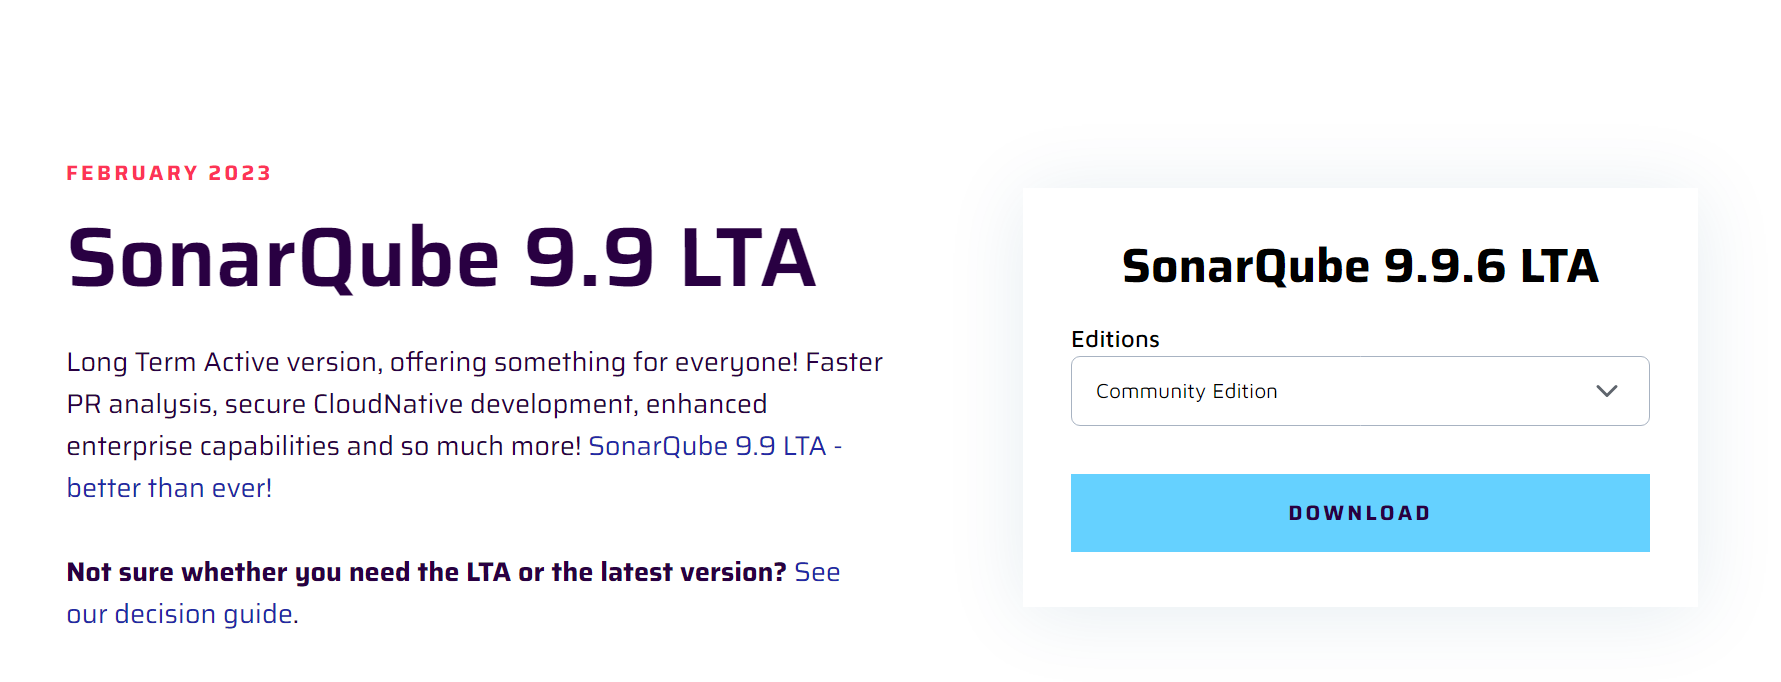 FEBRUARY 2023
SonarQube 9.9 LTA
Long Term Active version, offering something for everyone! Faster
PR analysis, secure CloudNative development, enhanced
enterprise capabilities and so much more! SonarQube 9.9 LTA -
better than ever!
Not sure whether you need the LTA or the latest version? See
our decision guide.
SonarQube 9.9.6 LTA
Editions
Community Edition
DOWNLOAD